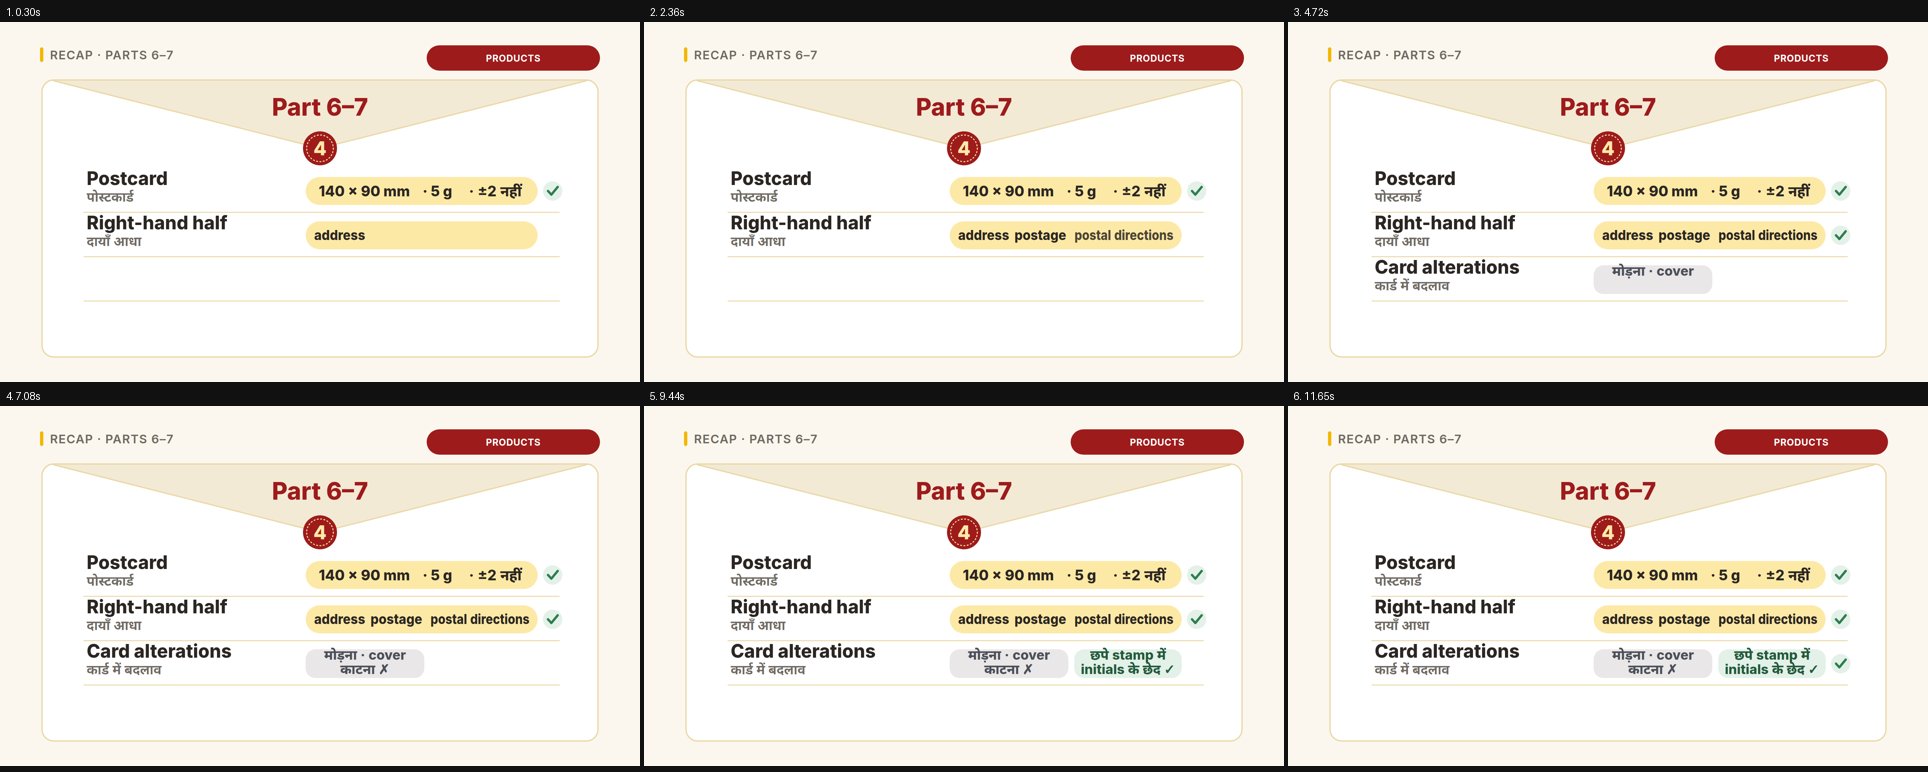 1. 0.30s
RECAP · PARTS 6–7
PRODUCTS
Part 6–7
4
Postcard
पोस्टकार्ड
140 × 90 mm · 5 g · ±2 नहीं
Right-hand half
दायाँ आधा
address
2. 2.36s
RECAP · PARTS 6–7
PRODUCTS
Part 6–7
4
Postcard
पोस्टकार्ड
140 × 90 mm · 5 g · ±2 नहीं
Right-hand half
दायाँ आधा
address postage postal directions
3. 4.72s
RECAP · PARTS 6–7
PRODUCTS
Part 6–7
4
Postcard
पोस्टकार्ड
140 × 90 mm · 5 g · ±2 नहीं
Right-hand half
दायाँ आधा
address postage postal directions
Card alterations
कार्ड में बदलाव
मोड़ना · cover
4. 7.08s
RECAP · PARTS 6–7
PRODUCTS
Part 6–7
4
Postcard
पोस्टकार्ड
140 × 90 mm · 5 g · ±2 नहीं
Right-hand half
दायाँ आधा
address postage postal directions
Card alterations
कार्ड में बदलाव
मोड़ना · cover
काटना ✗
5. 9.44s
RECAP · PARTS 6–7
PRODUCTS
Part 6–7
4
Postcard
पोस्टकार्ड
140 × 90 mm · 5 g · ±2 नहीं
Right-hand half
दायाँ आधा
address postage postal directions
Card alterations
कार्ड में बदलाव
मोड़ना · cover
काटना ✗
छपे stamp में
initials के छेद ✓
6. 11.65s
RECAP · PARTS 6–7
PRODUCTS
Part 6–7
4
Postcard
पोस्टकार्ड
140 × 90 mm · 5 g · ±2 नहीं
Right-hand half
दायाँ आधा
address postage postal directions
Card alterations
कार्ड में बदलाव
मोड़ना · cover
काटना ✗
छपे stamp में
initials के छेद ✓